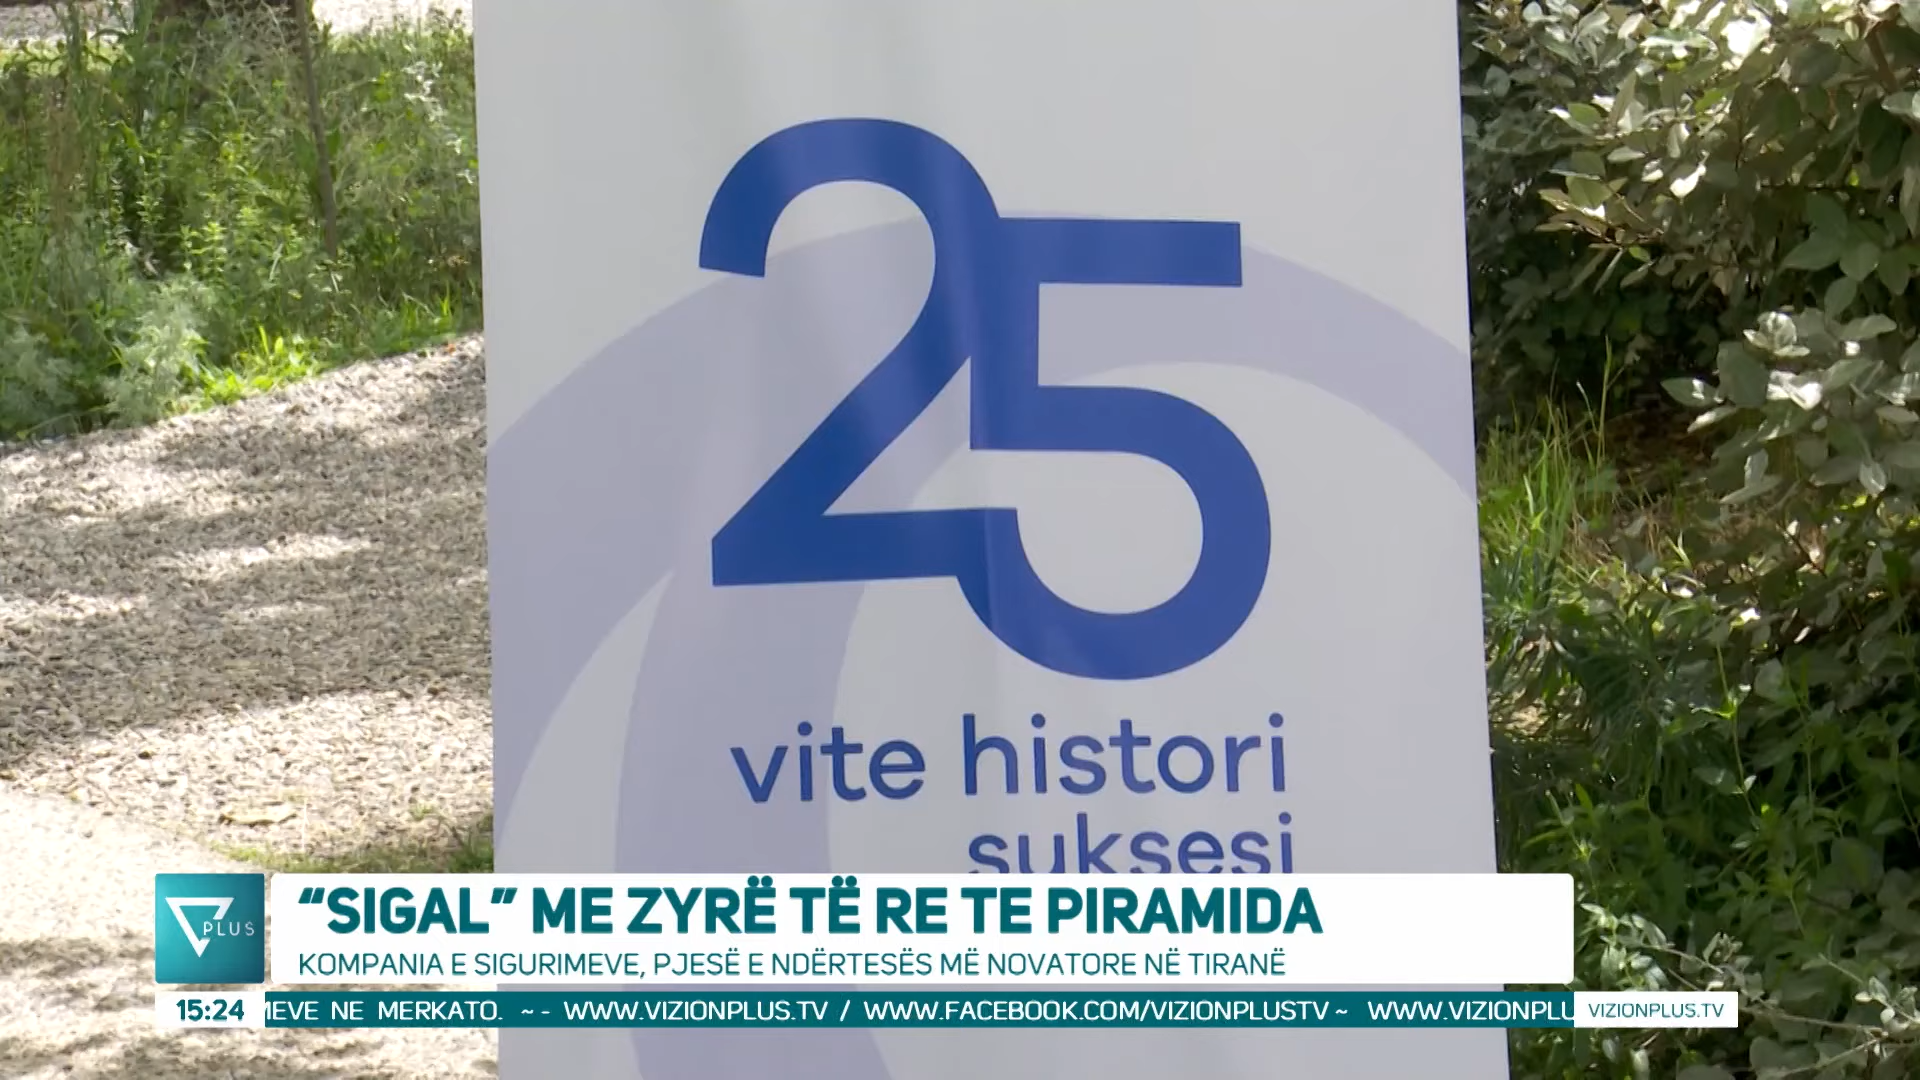 25
vite histori
suksesi
PLUS
“SIGAL” ME ZYRË TË RE TE PIRAMIDA
KOMPANIA E SIGURIMEVE, PJESË E NDËRTESËS MË NOVATORE NË TIRANË
15:24
MEVE NE MERKATO. ~ - WWW.VIZIONPLUS.TV / WWW.FACEBOOK.COM/VIZIONPLUSTV ~ WWW.VIZIONPLU
VIZIONPLUS.TV